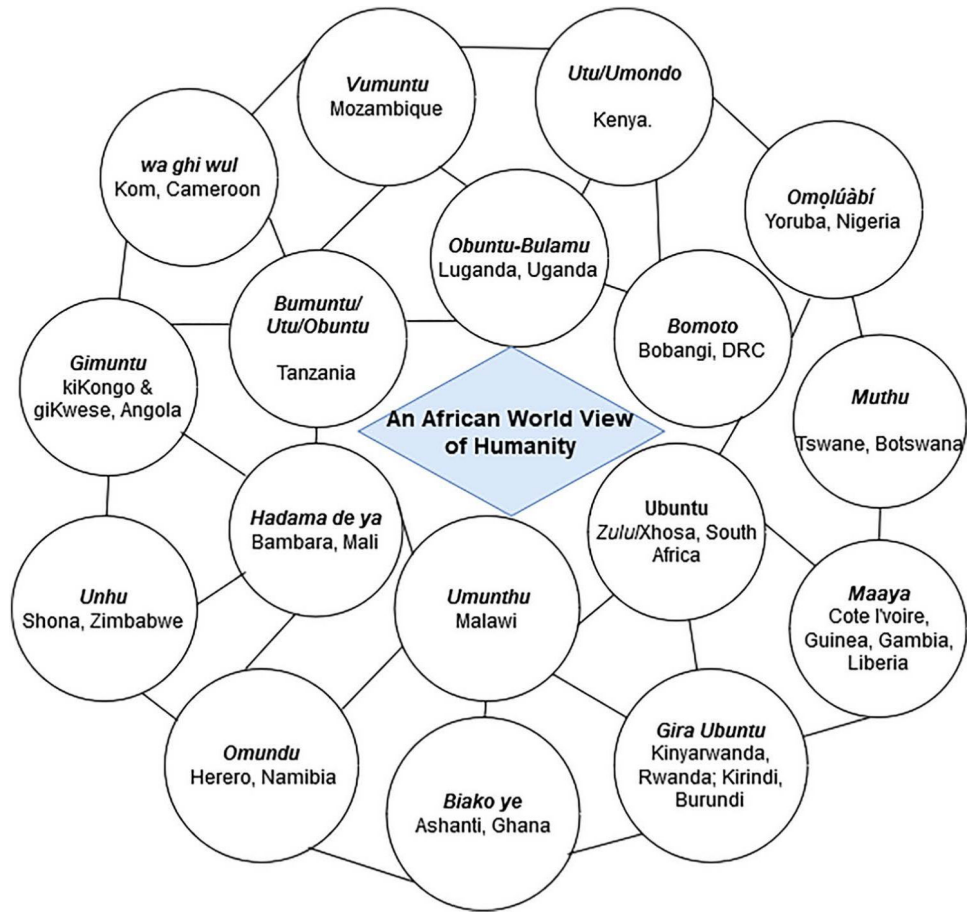 Vumuntu
Mozambique
Utu/Umondo
Kenya.
wa ghi wul
Kom, Cameroon
Omọlúàbí
Yoruba, Nigeria
Obuntu-Bulamu
Luganda, Uganda
Bumuntu/
Utu/Obuntu
Tanzania
Bomoto
Bobangi, DRC
Gimuntu
kiKongo &
giKwese, Angola
Muthu
Tswane, Botswana
An African World View
of Humanity
Hadama de ya
Bambara, Mali
Ubuntu
Zulu/Xhosa, South
Africa
Unhu
Shona, Zimbabwe
Umunthu
Malawi
Maaya
Cote I'voire,
Guinea, Gambia,
Liberia
Omundu
Herero, Namibia
Gira Ubuntu
Kinyarwanda,
Rwanda; Kirindi,
Burundi
Biako ye
Ashanti, Ghana